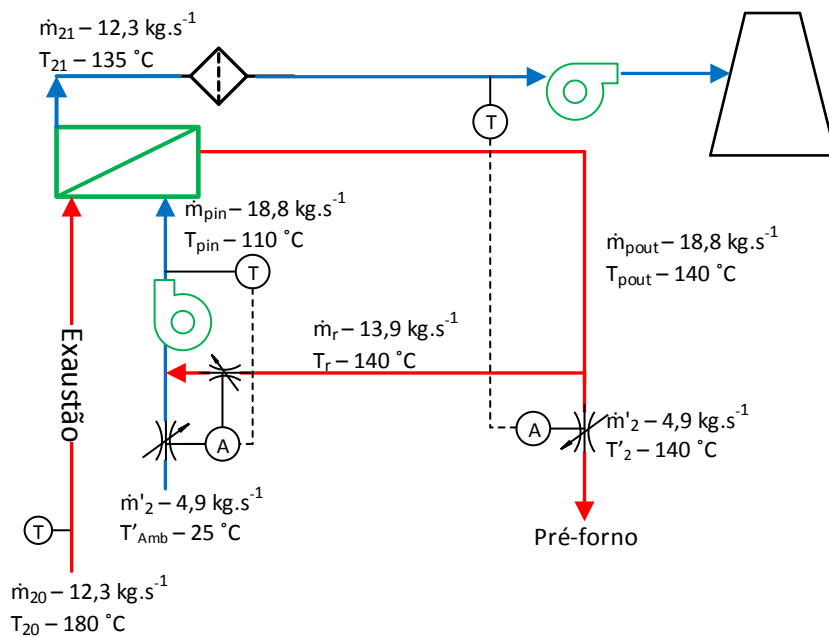 ṁ21 – 12,3 kg.s-1
T21 – 135 ˚C
T
ṁpin – 18,8 kg.s-1
Tpin – 110 ˚C
ṁpout – 18,8 kg.s-1
Tpout – 140 ˚C
T
Exaustão
ṁr – 13,9 kg.s-1
Tr – 140 ˚C
A
A
ṁ'2 – 4,9 kg.s-1
T'2 – 140 ˚C
ṁ'2 – 4,9 kg.s-1
T'Amb – 25 ˚C
T
Pré-forno
ṁ20 – 12,3 kg.s-1
T20 – 180 ˚C